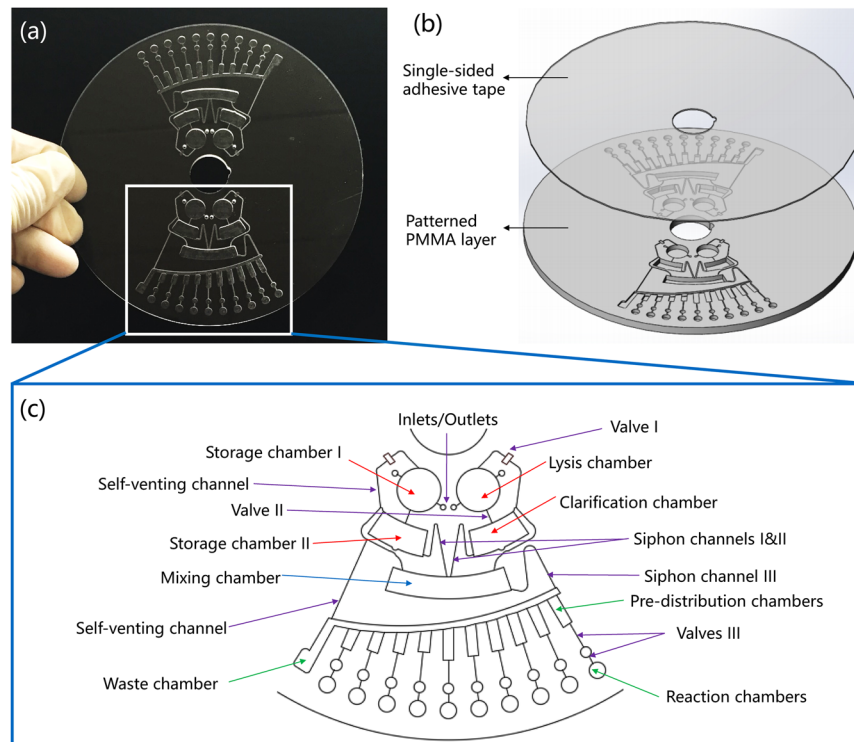 (a)
(b)
Single-sided
adhesive tape
Patterned
PMMA layer
(c)
Inlets/Outlets
Valve I
Storage chamber I
Lysis chamber
Self-venting channel
Clarification chamber
Valve II
Storage chamber II
Siphon channels I&II
Mixing chamber
Siphon channel III
Pre-distribution chambers
Self-venting channel
Valves III
Waste chamber
Reaction chambers